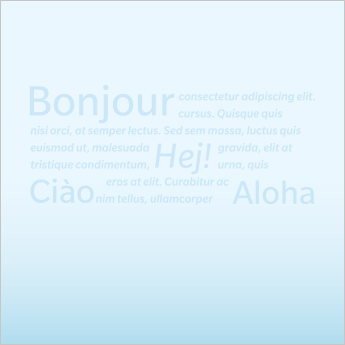 Bonjour consectetur adipiscing elit.
cursus. Quisque quis
nisi orci, at semper lectus. Sed sem massa, luctus quis
euismod ut, malesuada Hej! gravida, elit at
tristique condimentum, urna, quis
Ciào eros at elit. Curabitur ac Aloha
nim tellus, ullamcorper